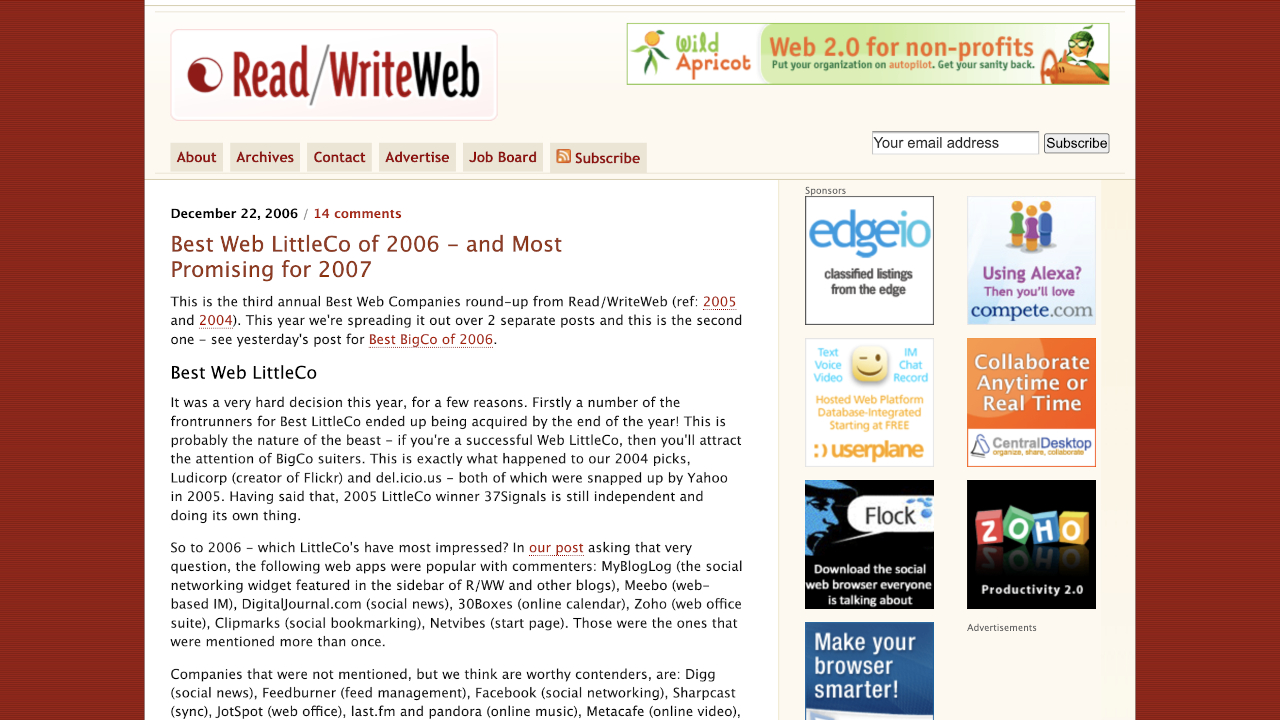 Read/WriteWeb
Wild Apricot
Web 2.0 for non-profits
Put your organization on autopilot. Get your sanity back.
Your email address Subscribe
About Archives Contact Advertise Job Board Subscribe
December 22, 2006 / 14 comments
Best Web LittleCo of 2006 - and Most
Promising for 2007
This is the third annual Best Web Companies round-up from Read/WriteWeb (ref: 2005
and 2004). This year we're spreading it out over 2 separate posts and this is the second
one - see yesterday's post for Best BigCo of 2006.
Best Web LittleCo
It was a very hard decision this year, for a few reasons. Firstly a number of the
frontrunners for Best LittleCo ended up being acquired by the end of the year! This is
probably the nature of the beast - if you're a successful Web LittleCo, then you'll attract
the attention of BigCo suiters. This is exactly what happened to our 2004 picks,
Ludicorp (creator of Flickr) and del.icio.us - both of which were snapped up by Yahoo
in 2005. Having said that, 2005 LittleCo winner 37Signals is still independent and
doing its own thing.
So to 2006 - which LittleCo's have most impressed? In our post asking that very
question, the following web apps were popular with commenters: MyBlogLog (the social
networking widget featured in the sidebar of R/WW and other blogs), Meebo (web-
based IM), DigitalJournal.com (social news), 30Boxes (online calendar), Zoho (web office
suite), Clipmarks (social bookmarking), Netvibes (start page). Those were the ones that
were mentioned more than once.
Companies that were not mentioned, but we think are worthy contenders, are: Digg
(social news), Feedburner (feed management), Facebook (social networking), Sharpcast
(sync), JotSpot (web office), last.fm and pandora (online music), Metacafe (online video),
Sponsors
edgeio
classified listings
from the edge
Using Alexa?
Then you'll love
compete.com
Text
Voice
Video
IM
Chat
Record
Hosted Web Platform
Database-Integrated
Starting at FREE
:) userplane
Collaborate
Anytime or
Real Time
CentralDesktop
organize, share, collaborate
Flock
Download the social
web browser everyone
is talking about
ZOHO
Productivity 2.0
Make your
browser
smarter!
Advertisements